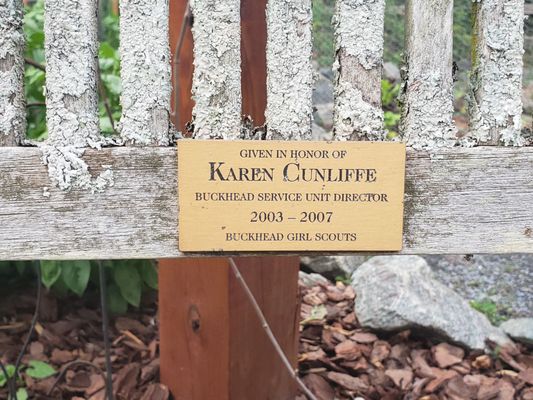 GIVEN IN HONOR OF
KAREN CUNLIFFE
BUCKHEAD SERVICE UNIT DIRECTOR
2003 – 2007
BUCKHEAD GIRL SCOUTS